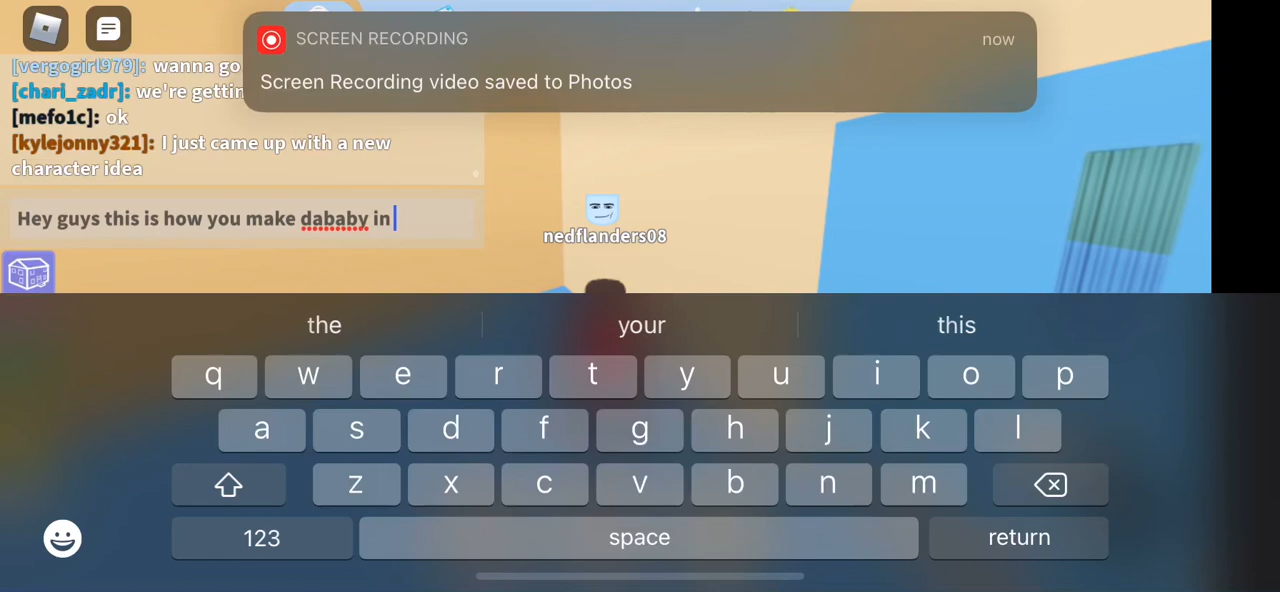 SCREEN RECORDING now
Screen Recording video saved to Photos
[vergogirl979]: wanna go
[chari_zadr]: we're gettin
[mefo1c]: ok
[kylejonny321]: I just came up with a new
character idea
Hey guys this is how you make dababy in
nedflanders08
the your this
q w e r t y u i o p
a s d f g h j k l
z x c v b n m
123 space return